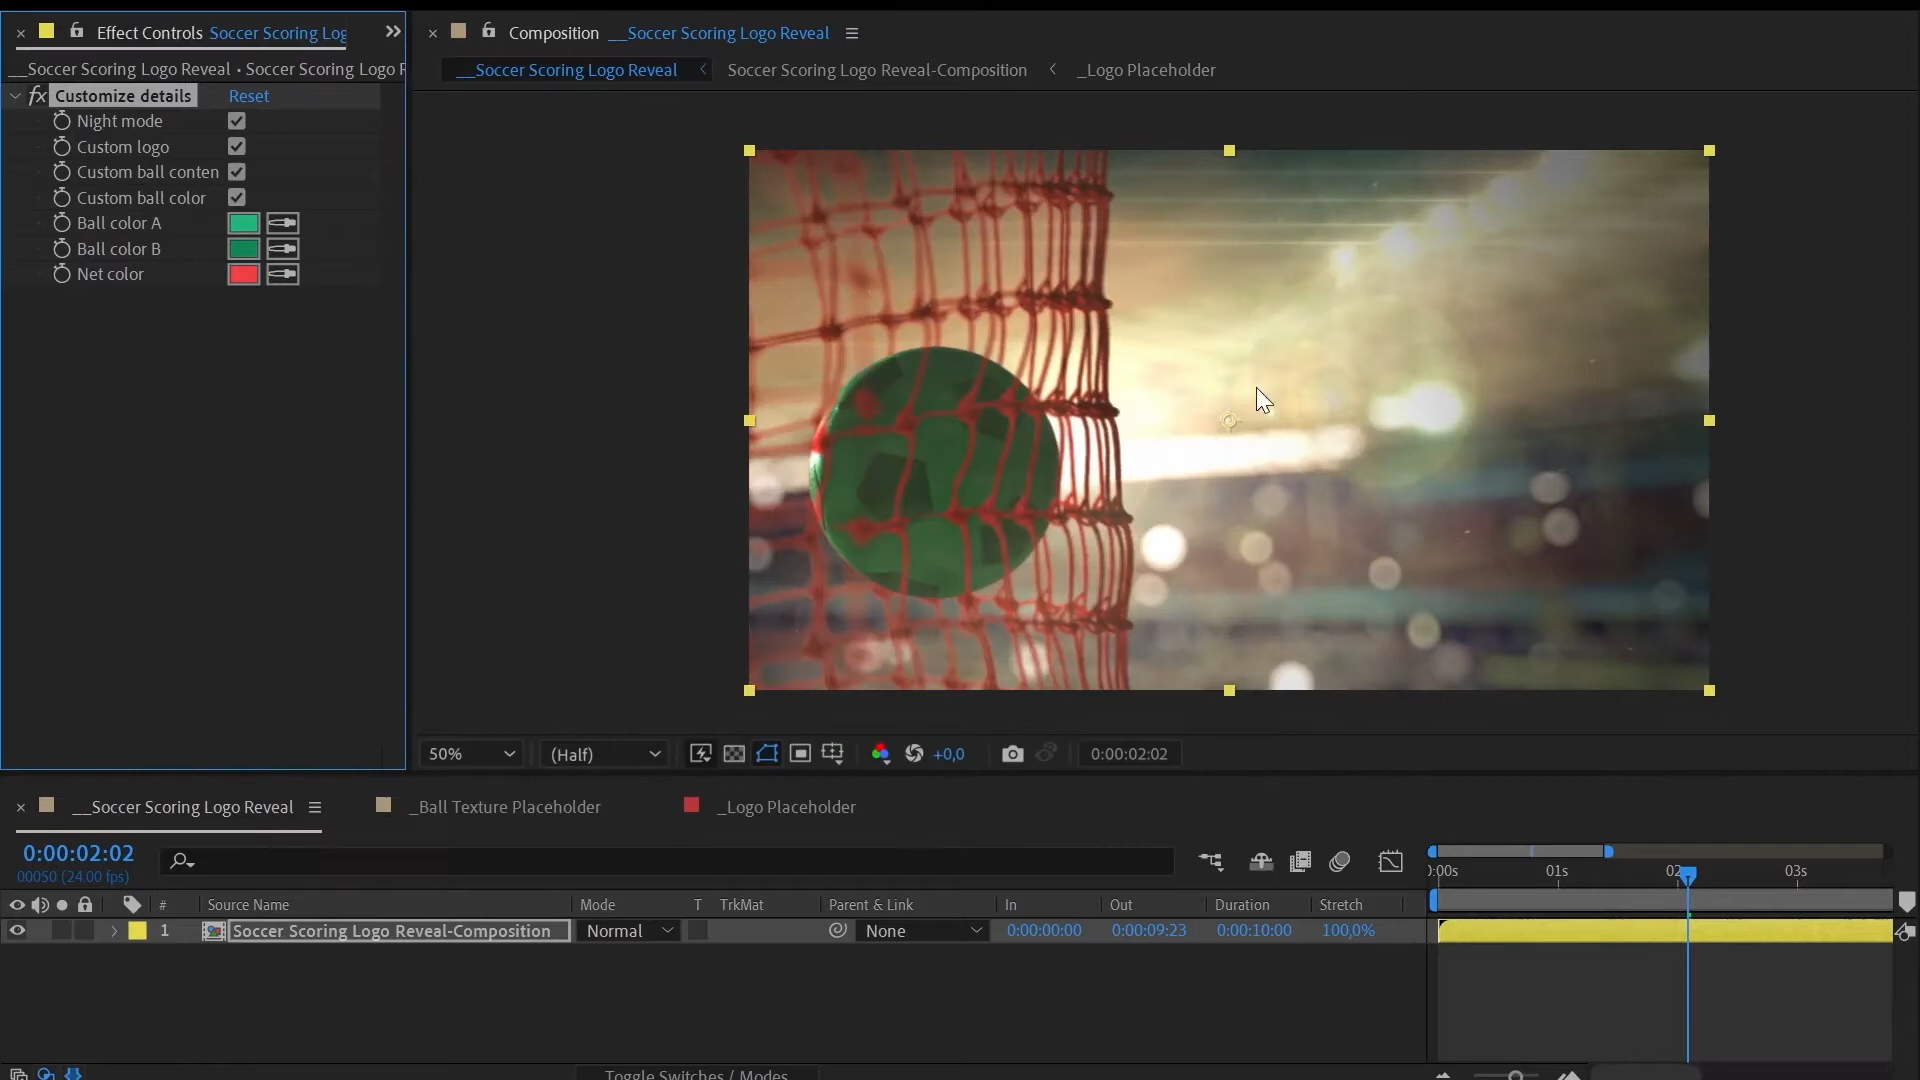 Effect Controls Soccer Scoring Log
__Soccer Scoring Logo Reveal • Soccer Scoring Logo R
fx Customize details Reset
Night mode
Custom logo
Custom ball conten
Custom ball color
Ball color A
Ball color B
Net color
Composition __Soccer Scoring Logo Reveal
__Soccer Scoring Logo Reveal Soccer Scoring Logo Reveal-Composition _Logo Placeholder
50% (Half) +0,0 0:00:02:02
__Soccer Scoring Logo Reveal _Ball Texture Placeholder _Logo Placeholder
0:00:02:02
00050 (24.00 fps)
0:00s 01s 02 03s
# Source Name Mode T TrkMat Parent & Link In Out Duration Stretch
1 Soccer Scoring Logo Reveal-Composition Normal None 0:00:00:00 0:00:09:23 0:00:10:00 100,0%
Toggle Switches / Modes